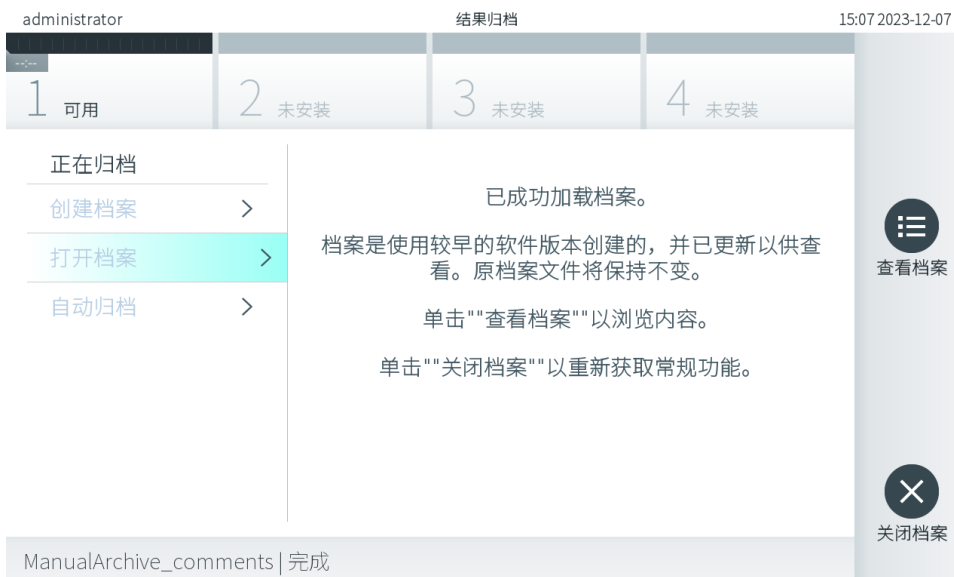 administrator
结果归档
15:07 2023-12-07
--:--
1 可用
2 未安装
3 未安装
4 未安装
正在归档
创建档案
打开档案
自动归档
已成功加载档案。
档案是使用较早的软件版本创建的，并已更新以供查
看。原档案文件将保持不变。
单击""查看档案""以浏览内容。
单击""关闭档案""以重新获取常规功能。
查看档案
关闭档案
ManualArchive_comments | 完成